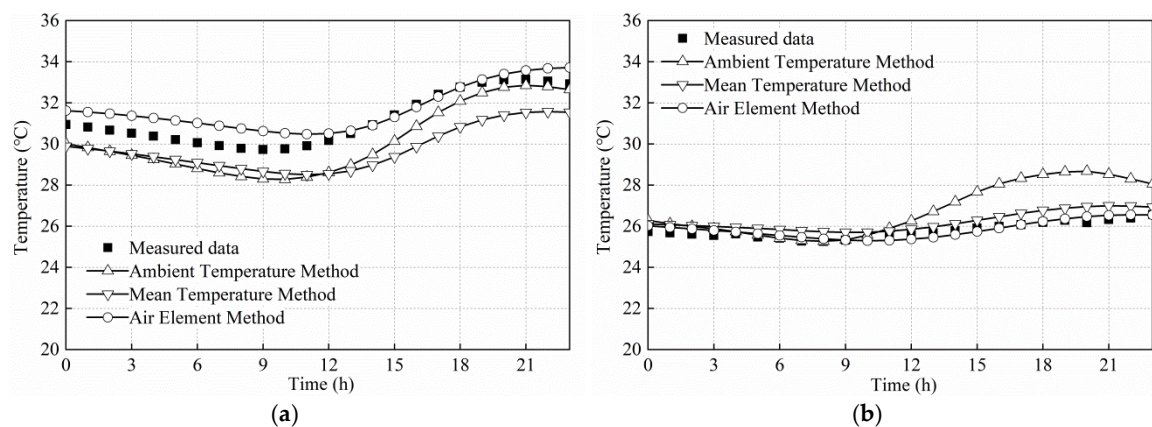 36
34
32
30
28
26
24
22
20
Temperature (°C)
Measured data
Ambient Temperature Method
Mean Temperature Method
Air Element Method
0 3 6 9 12 15 18 21
Time (h)
(a)
36
34
32
30
28
26
24
22
20
Temperature (°C)
Measured data
Ambient Temperature Method
Mean Temperature Method
Air Element Method
0 3 6 9 12 15 18 21
Time (h)
(b)